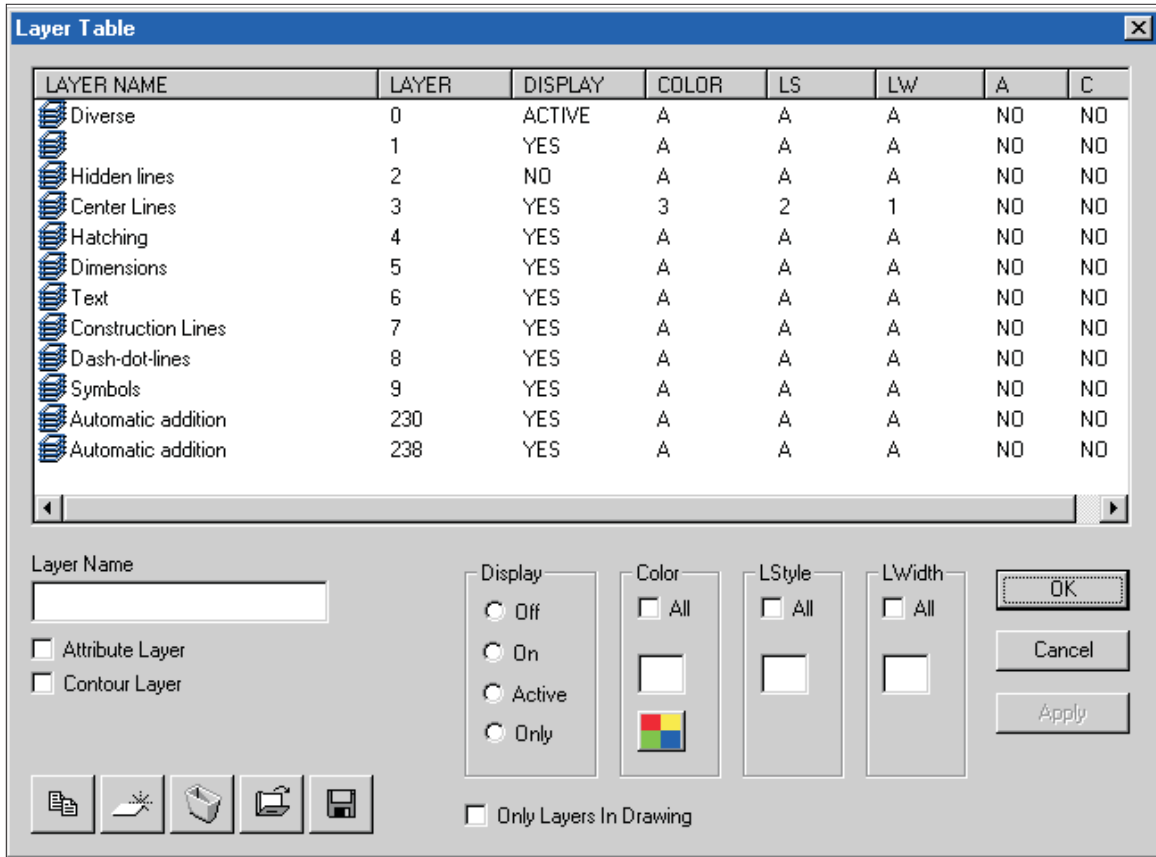 Layer Table
LAYER NAME LAYER DISPLAY COLOR LS LW A C
Diverse 0 ACTIVE A A A NO NO
1 YES A A A NO NO
Hidden lines 2 NO A A A NO NO
Center Lines 3 YES 3 2 1 NO NO
Hatching 4 YES A A A NO NO
Dimensions 5 YES A A A NO NO
Text 6 YES A A A NO NO
Construction Lines 7 YES A A A NO NO
Dash-dot-lines 8 YES A A A NO NO
Symbols 9 YES A A A NO NO
Automatic addition 230 YES A A A NO NO
Automatic addition 238 YES A A A NO NO
Layer Name
Attribute Layer
Contour Layer
Display
Off
On
Active
Only
Color
All
LStyle
All
LWidth
All
OK
Cancel
Apply
Only Layers In Drawing